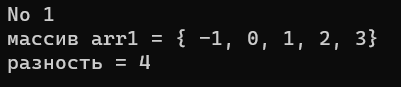 No 1
массив arr1 = { -1, 0, 1, 2, 3}
разность = 4